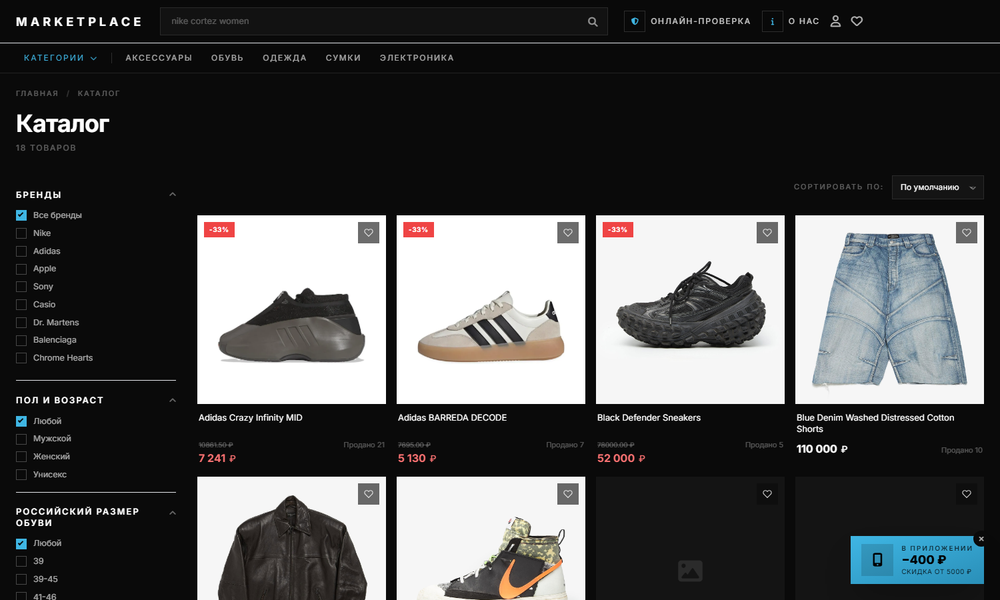 MARKETPLACE
nike cortez women
ОНЛАЙН-ПРОВЕРКА
О НАС
КАТЕГОРИИ
АКСЕССУАРЫ
ОБУВЬ
ОДЕЖДА
СУМКИ
ЭЛЕКТРОНИКА
ГЛАВНАЯ / КАТАЛОГ
Каталог
18 ТОВАРОВ
СОРТИРОВАТЬ ПО:
По умолчанию
БРЕНДЫ
Все бренды
Nike
Adidas
Apple
Sony
Casio
Dr. Martens
Balenciaga
Chrome Hearts
ПОЛ И ВОЗРАСТ
Любой
Мужской
Женский
Унисекс
РОССИЙСКИЙ РАЗМЕР
ОБУВИ
Любой
39
39-45
41-46
-33%
Adidas Crazy Infinity MID
10861.50 ₽
7 241 ₽
Продано 21
-33%
Adidas BARREDA DECODE
7695.00 ₽
5 130 ₽
Продано 7
-33%
Black Defender Sneakers
78000.00 ₽
52 000 ₽
Продано 5
Blue Denim Washed Distressed Cotton
Shorts
110 000 ₽
Продано 10
В ПРИЛОЖЕНИИ
−400 ₽
СКИДКА ОТ 5000 ₽